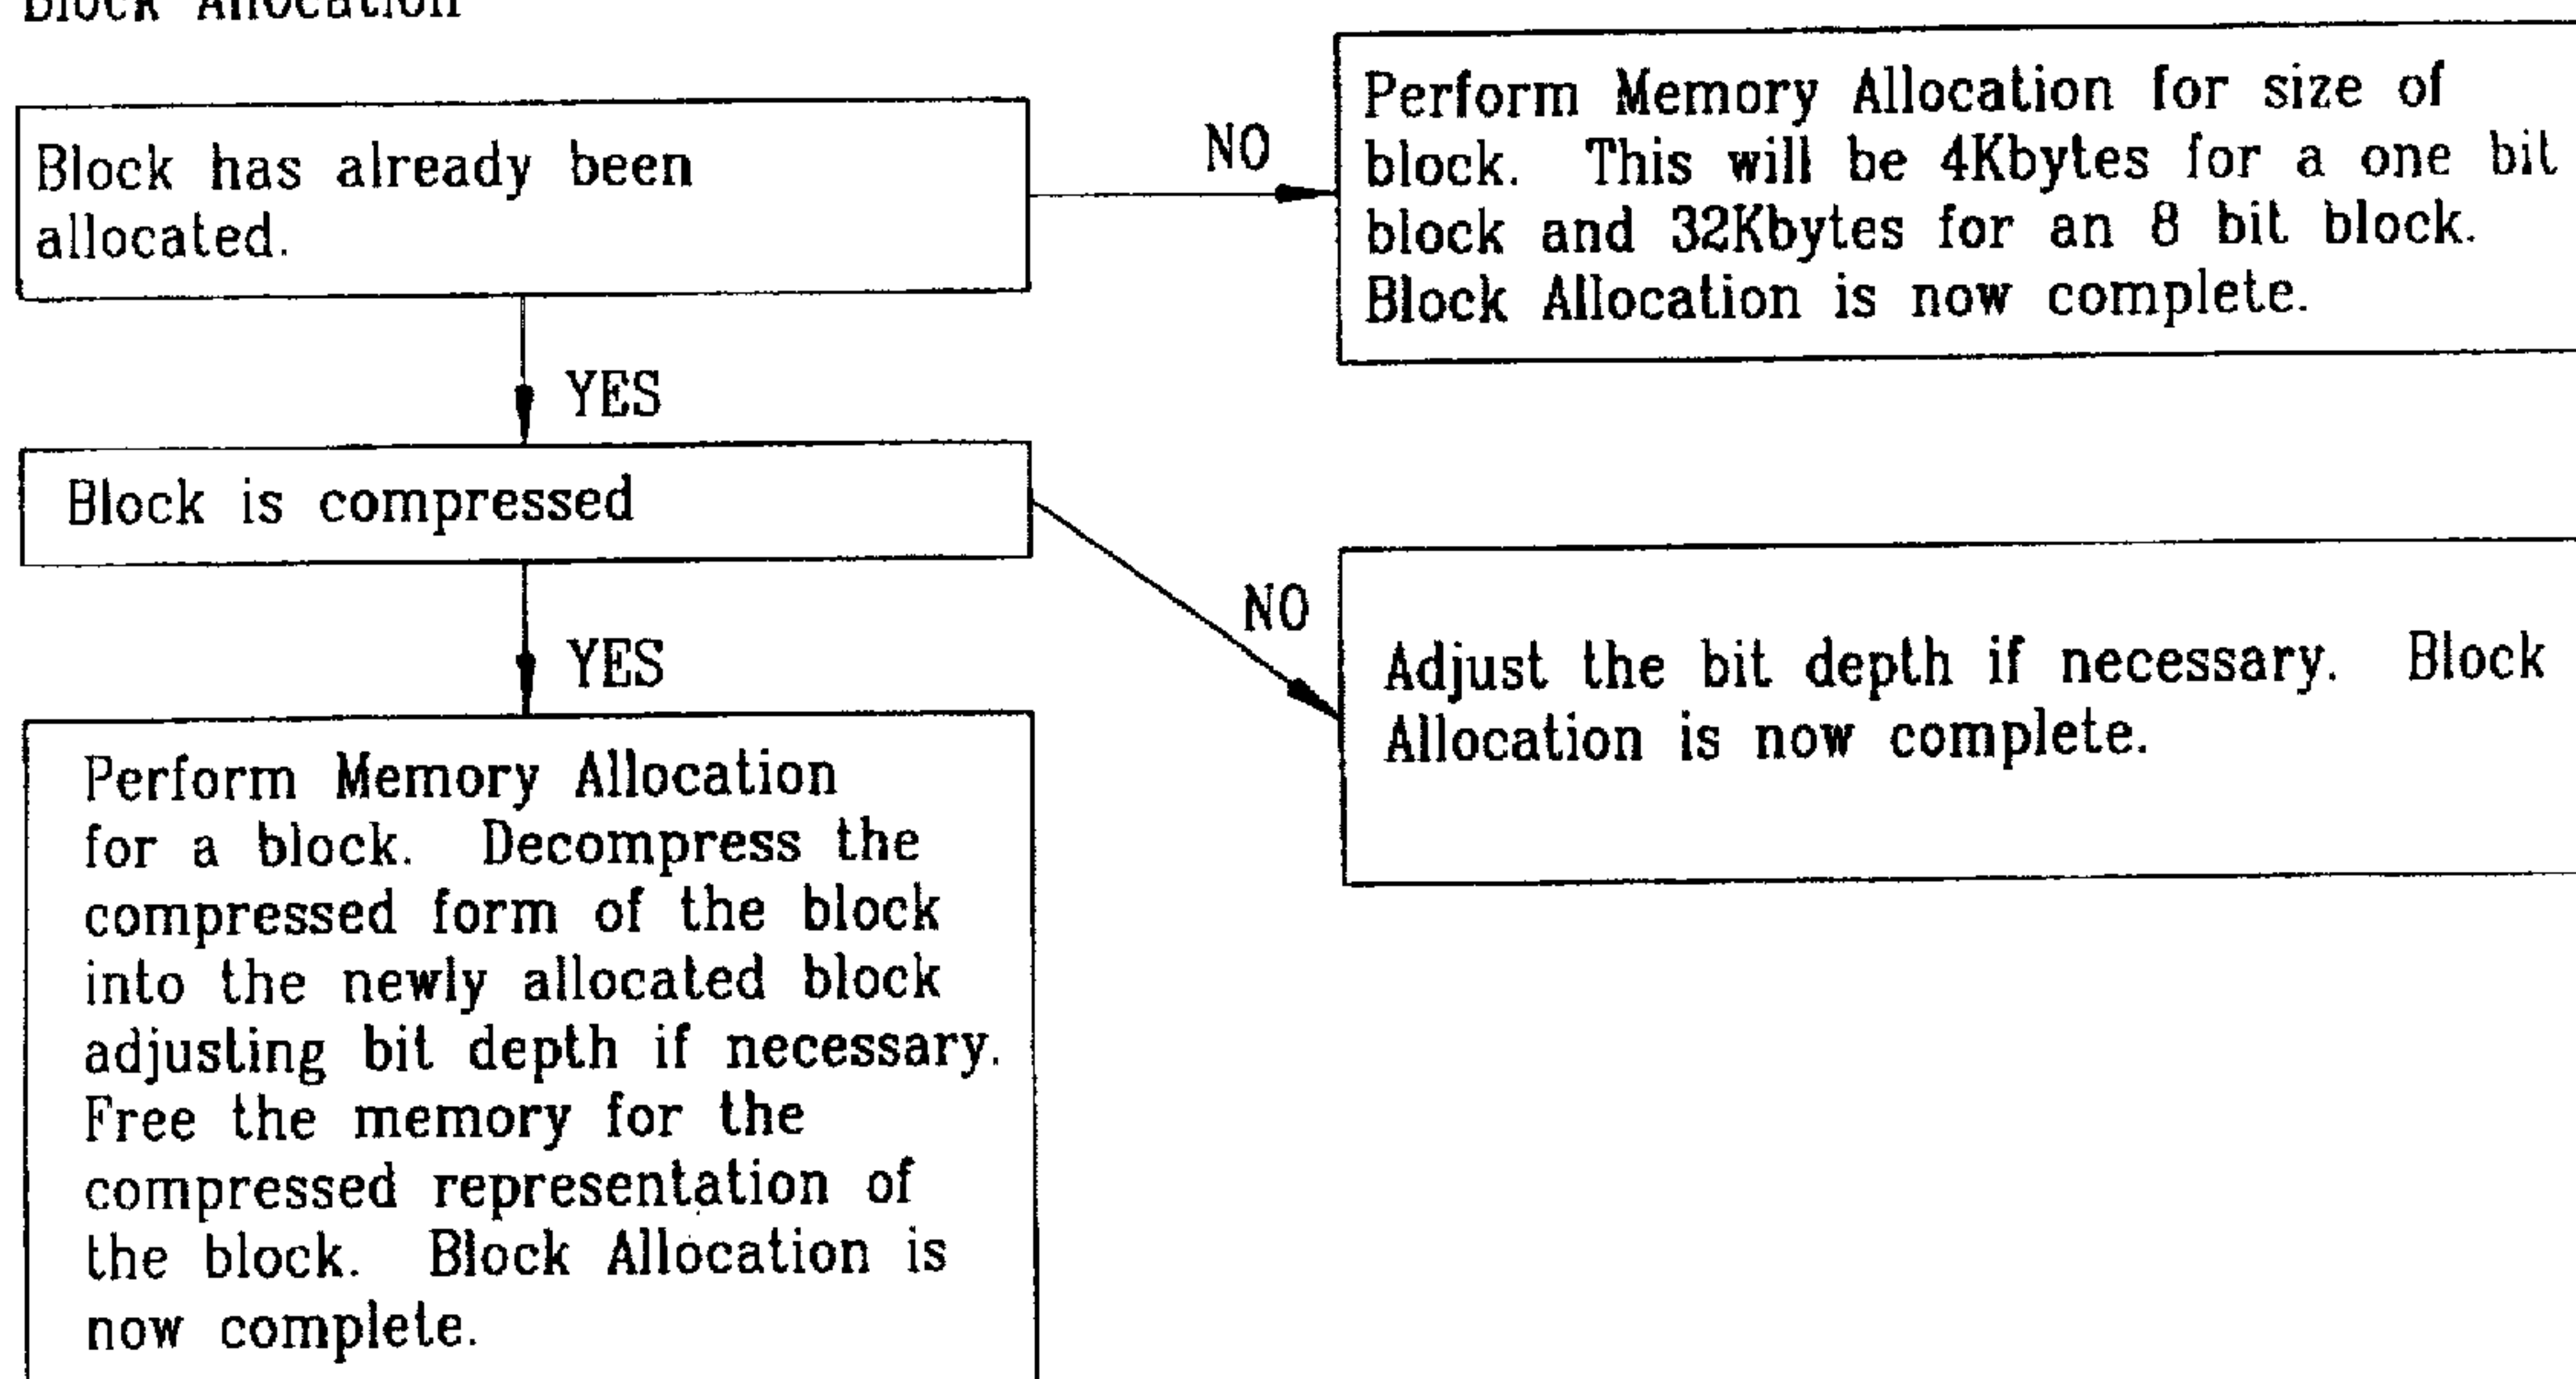 Block Allocation
Block has already been
allocated.
NO
Perform Memory Allocation for size of
block. This will be 4Kbytes for a one bit
block and 32Kbytes for an 8 bit block.
Block Allocation is now complete.
YES
Block is compressed
NO
Adjust the bit depth if necessary. Block
Allocation is now complete.
YES
Perform Memory Allocation
for a block. Decompress the
compressed form of the block
into the newly allocated block
adjusting bit depth if necessary.
Free the memory for the
compressed representation of
the block. Block Allocation is
now complete.